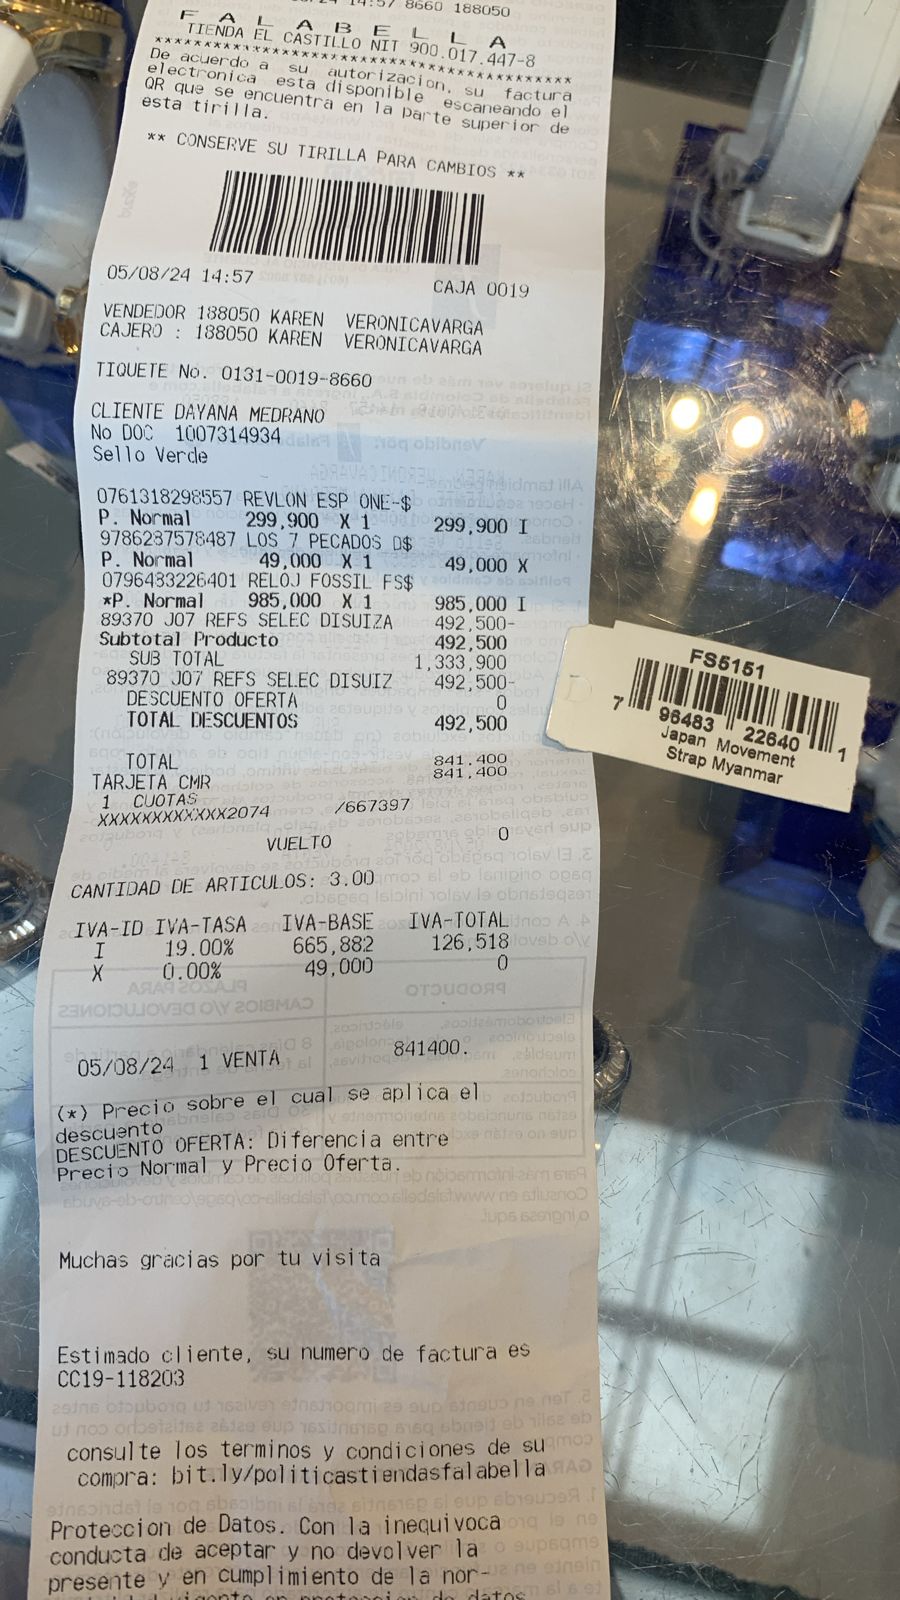 14:57 8660 188050
F A L A B E L L A
TIENDA EL CASTILLO NIT 900.017.447-8
****************************************
De acuerdo a su autorizacion, su factura
electronica esta disponible escaneando el
QR que se encuentra en la parte superior de
esta tirilla.
** CONSERVE SU TIRILLA PARA CAMBIOS **
05/08/24 14:57 CAJA 0019
VENDEDOR 188050 KAREN VERONICAVARGA
CAJERO : 188050 KAREN VERONICAVARGA
TIQUETE No. 0131-0019-8660
CLIENTE DAYANA MEDRANO
No DOC 1007314934
Sello Verde
0761318298557 REVLON ESP ONE-$
P. Normal 299,900 X 1 299,900 I
9786287578487 LOS 7 PECADOS D$
P. Normal 49,000 X 1 49,000 X
0796483226401 RELOJ FOSSIL FS$
*P. Normal 985,000 X 1 985,000 I
89370 J07 REFS SELEC DISUIZA 492,500-
Subtotal Producto 492,500
SUB TOTAL 1,333,900
89370 J07 REFS SELEC DISUIZ 492,500-
DESCUENTO OFERTA 0
TOTAL DESCUENTOS 492,500
TOTAL 841.400
TARJETA CMR 841.400
1 CUOTAS
XXXXXXXXXXXX2074 /667397
VUELTO 0
CANTIDAD DE ARTICULOS: 3.00
IVA-ID IVA-TASA IVA-BASE IVA-TOTAL
I 19.00% 665,882 126,518
X 0.00% 49,000 0
05/08/24 1 VENTA 841400.
(*) Precio sobre el cual se aplica el
descuento
DESCUENTO OFERTA: Diferencia entre
Precio Normal y Precio Oferta.
Muchas gracias por tu visita
Estimado cliente, su numero de factura es
CC19-118203
consulte los terminos y condiciones de su
compra: bit.ly/politicastiendasfalabella
Proteccion de Datos. Con la inequivoca
conducta de aceptar y no devolver la
presente y en cumplimiento de la nor-
FS5151
7 96483 22640 1
Japan Movement
Strap Myanmar